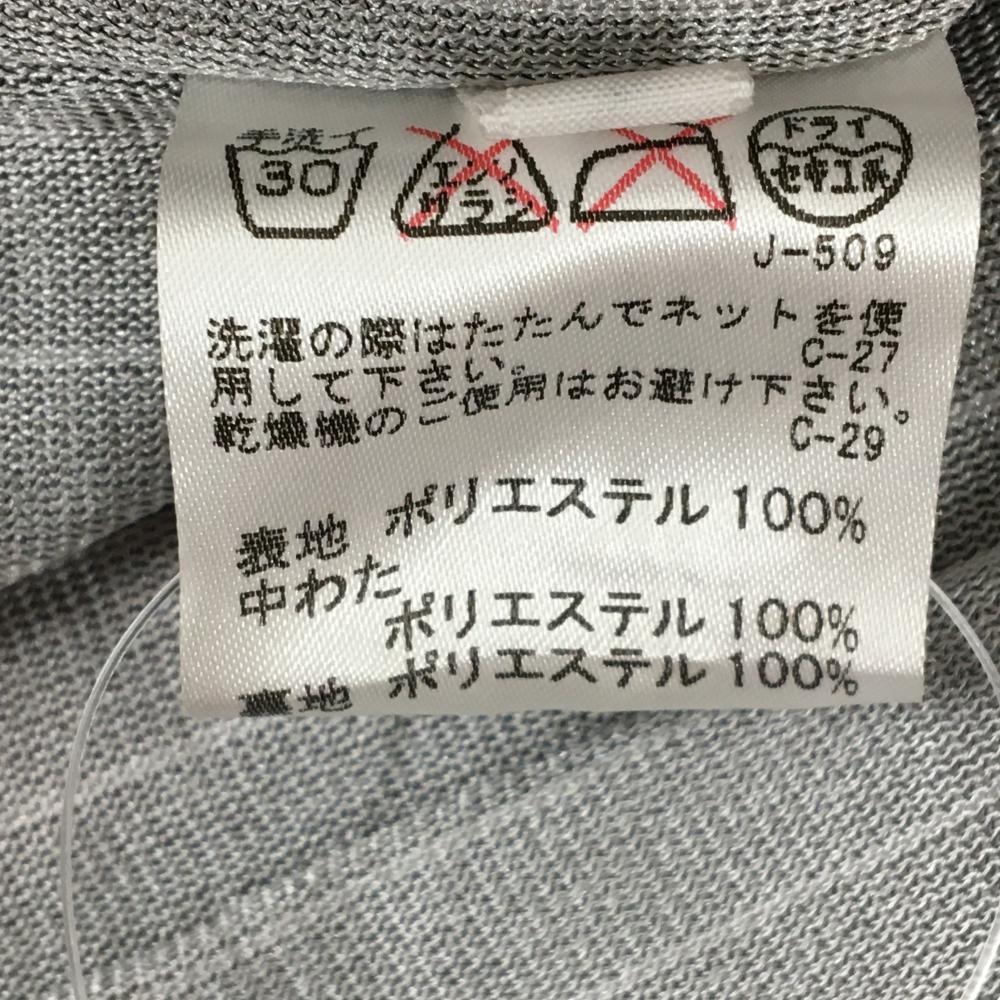 手洗イ
30
エンソ
サラシ
ドライ
セキユ系
J-509
洗濯の際はたたんでネットを使
C-27
用して下さい。
乾燥機のご使用はお避け下さい。
C-29
表地 ポリエステル 100%
中わた
ポリエステル 100%
裏地 ポリエステル 100%